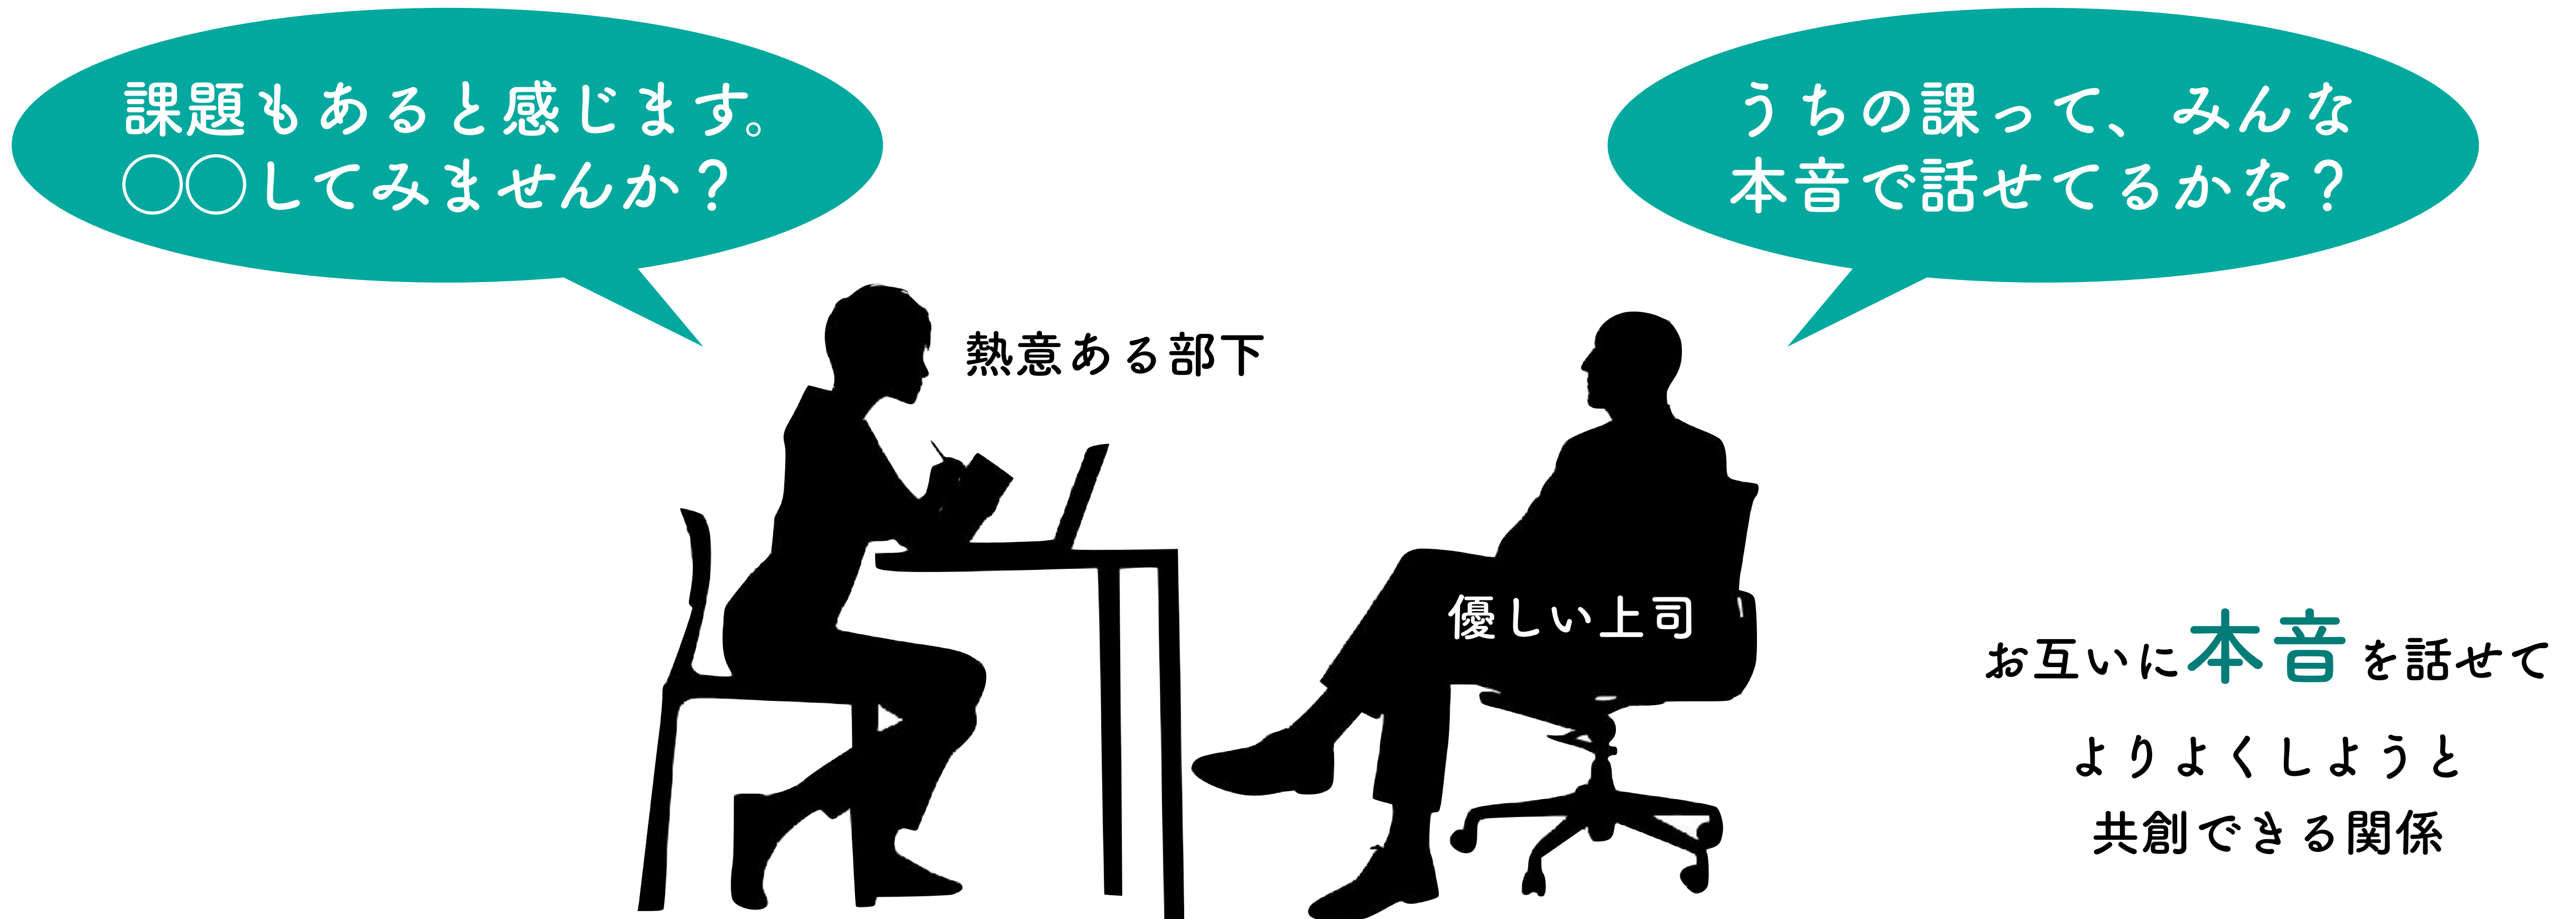 課題もあると感じます。
◯◯してみませんか？
うちの課って、みんな
本音で話せてるかな？
熱意ある部下
優しい上司
お互いに本音を話せて
よりよくしようと
共創できる関係